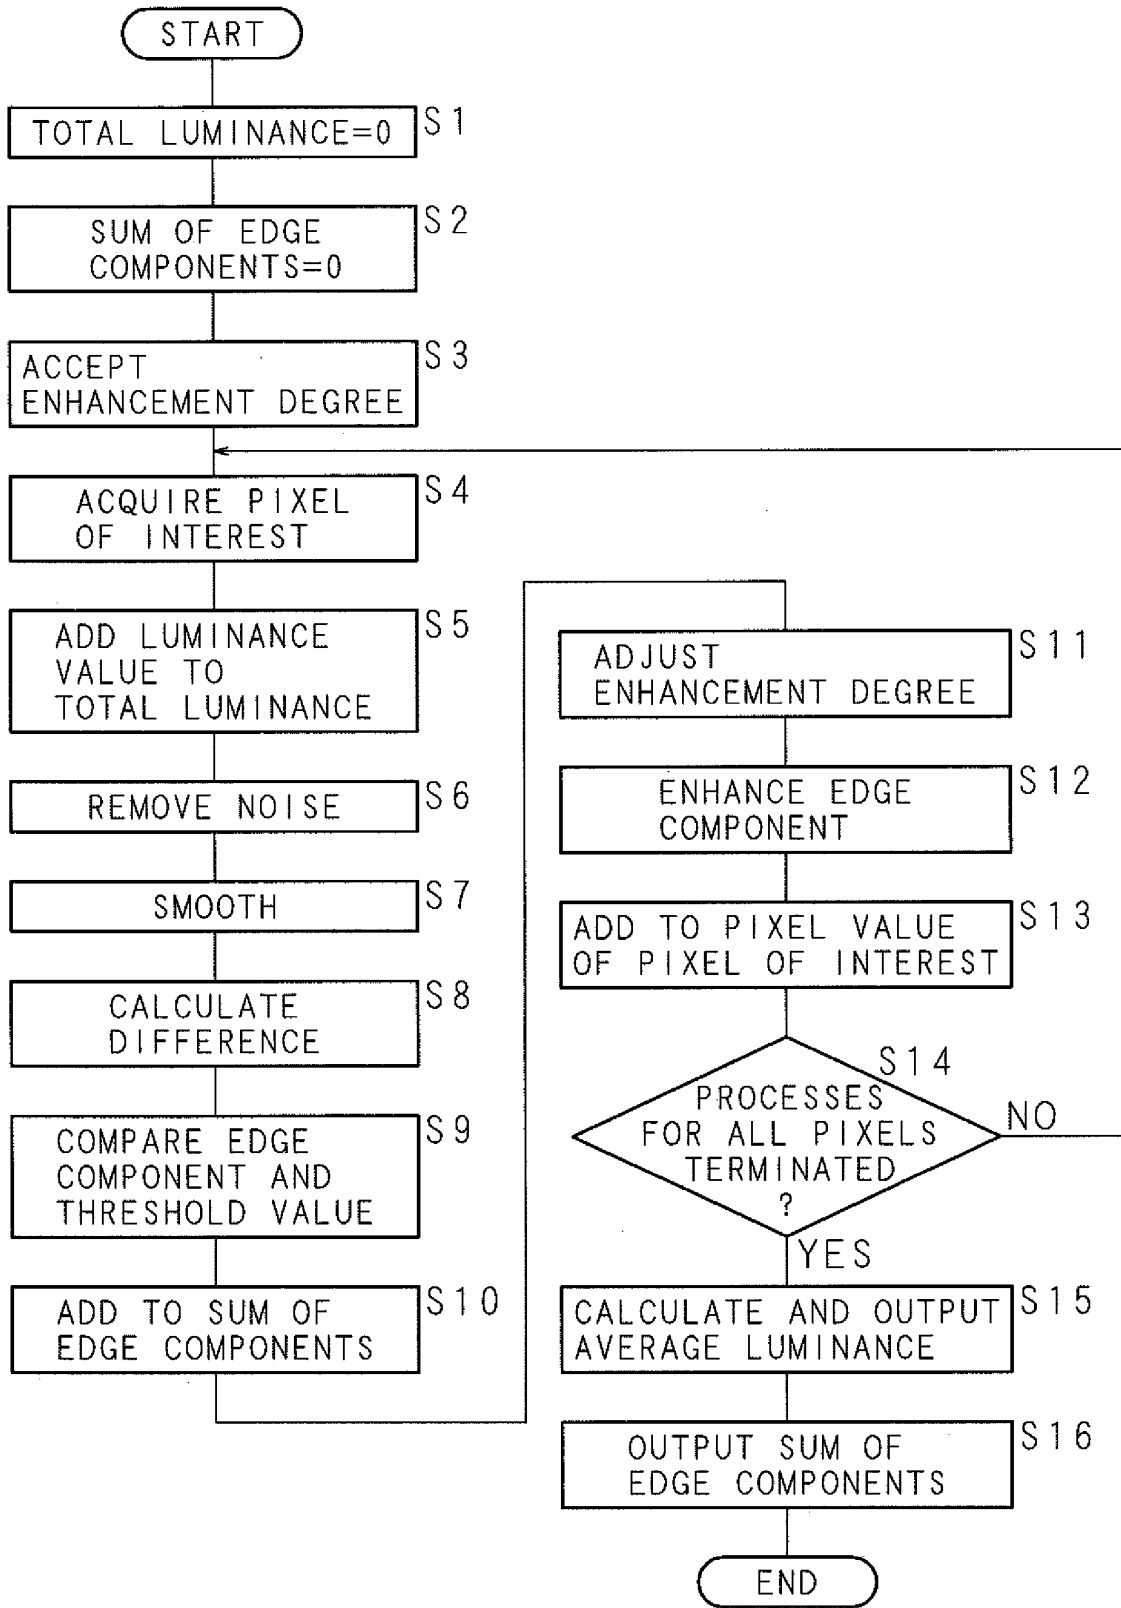 START
TOTAL LUMINANCE=0
S1
SUM OF EDGE
COMPONENTS=0
S2
ACCEPT
ENHANCEMENT DEGREE
S3
ACQUIRE PIXEL
OF INTEREST
S4
ADD LUMINANCE
VALUE TO
TOTAL LUMINANCE
S5
REMOVE NOISE
S6
SMOOTH
S7
CALCULATE
DIFFERENCE
S8
COMPARE EDGE
COMPONENT AND
THRESHOLD VALUE
S9
ADD TO SUM OF
EDGE COMPONENTS
S10
ADJUST
ENHANCEMENT DEGREE
S11
ENHANCE EDGE
COMPONENT
S12
ADD TO PIXEL VALUE
OF PIXEL OF INTEREST
S13
S14
PROCESSES
FOR ALL PIXELS
TERMINATED
?
NO
YES
CALCULATE AND OUTPUT
AVERAGE LUMINANCE
S15
OUTPUT SUM OF
EDGE COMPONENTS
S16
END